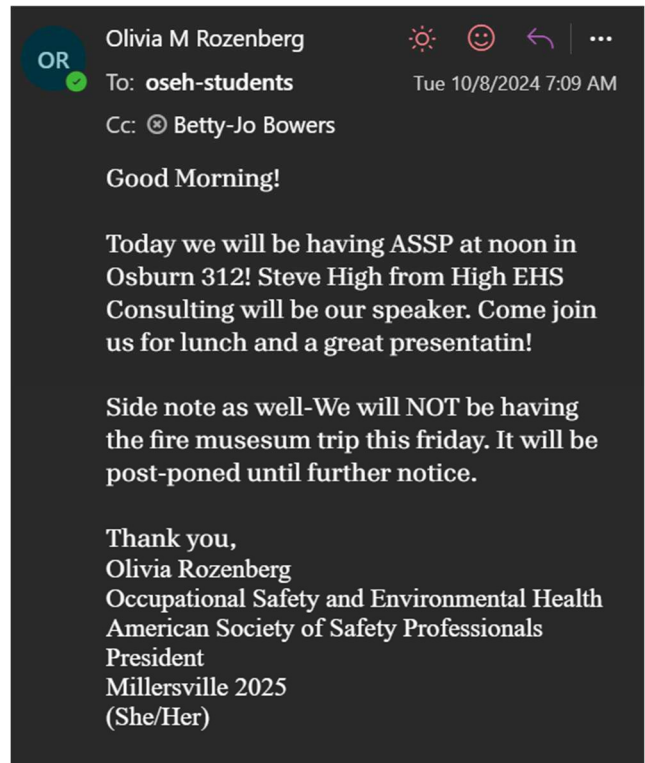 Olivia M Rozenberg
OR
To: oseh-students
Tue 10/8/2024 7:09 AM
Cc: Betty-Jo Bowers
Good Morning!
Today we will be having ASSP at noon in
Osburn 312! Steve High from High EHS
Consulting will be our speaker. Come join
us for lunch and a great presentatin!
Side note as well-We will NOT be having
the fire musesum trip this friday. It will be
post-poned until further notice.
Thank you,
Olivia Rozenberg
Occupational Safety and Environmental Health
American Society of Safety Professionals
President
Millersville 2025
(She/Her)